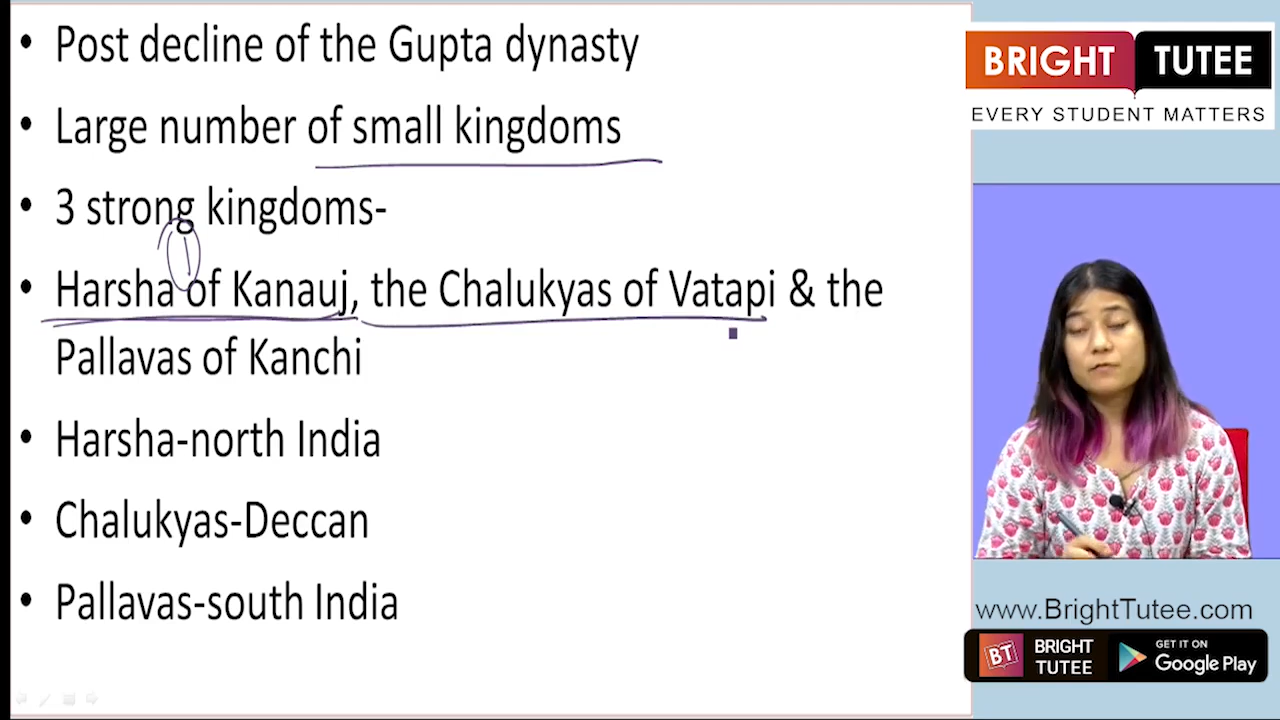 • Post decline of the Gupta dynasty
• Large number of small kingdoms
• 3 strong kingdoms-
• Harsha of Kanauj, the Chalukyas of Vatapi & the
Pallavas of Kanchi
• Harsha-north India
• Chalukyas-Deccan
• Pallavas-south India
BRIGHT TUTEE
EVERY STUDENT MATTERS
www.BrightTutee.com
BT BRIGHT TUTEE
GET IT ON
Google Play